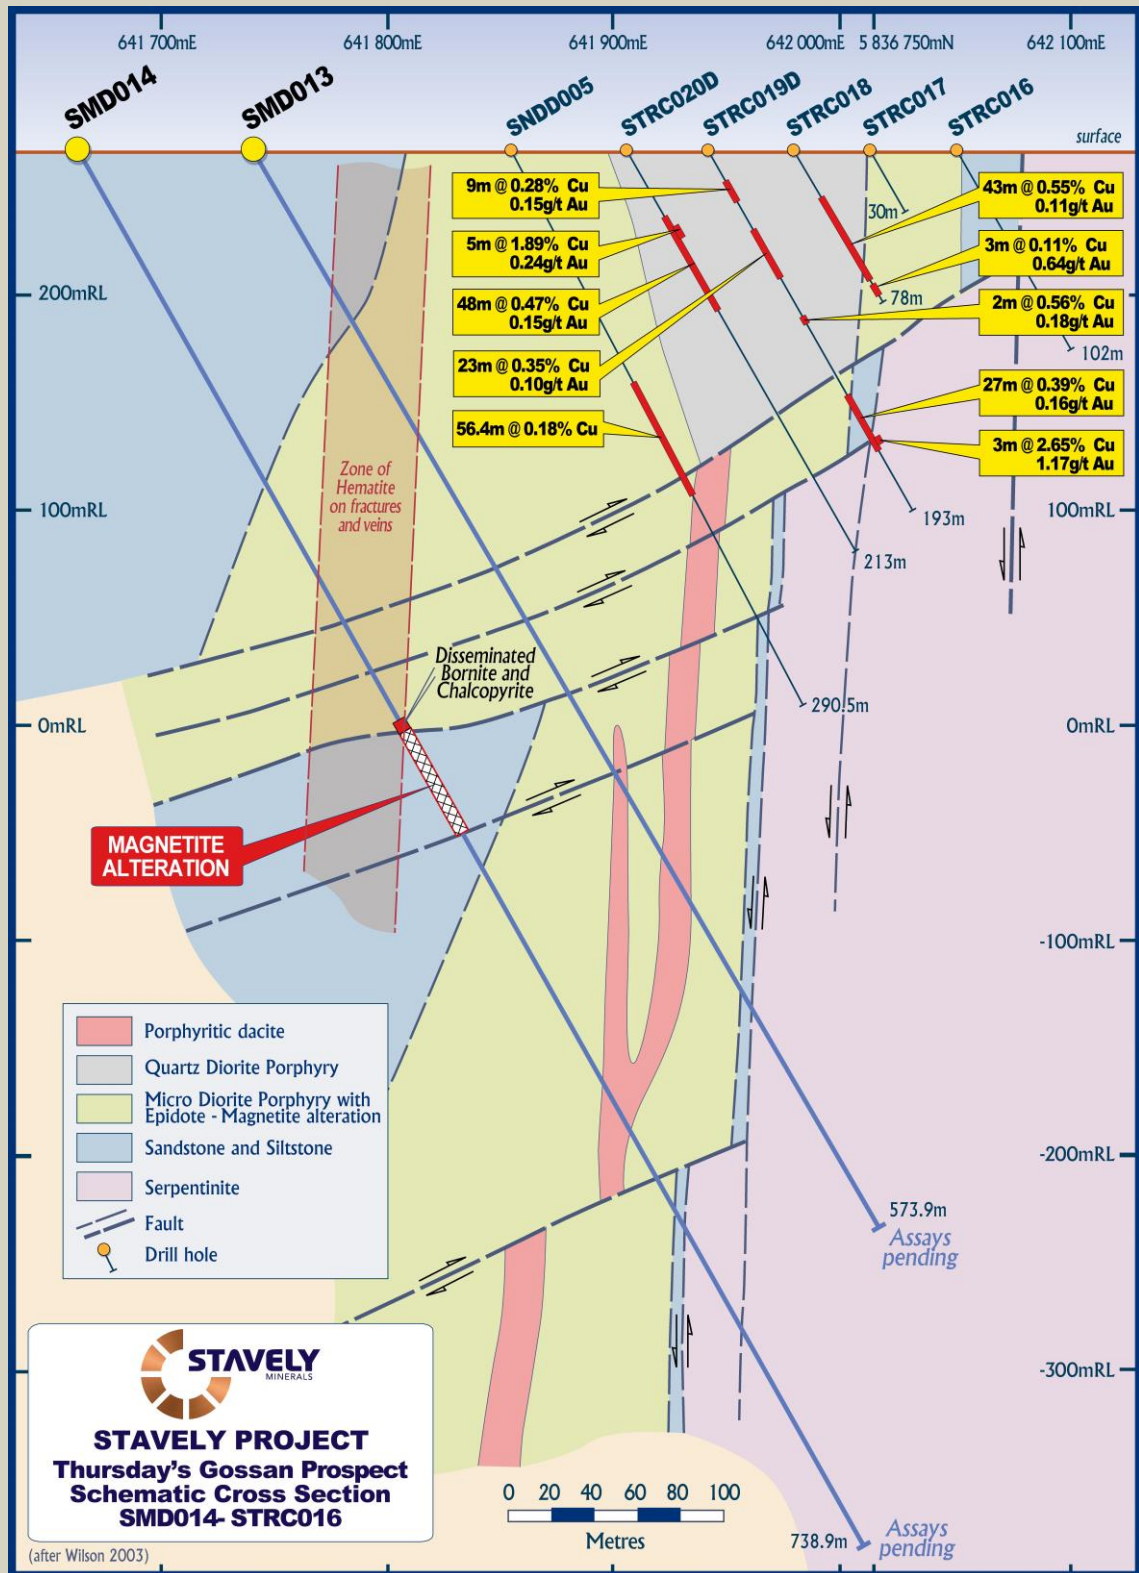 641 700mE
641 800mE
641 900mE
642 000mE
5 836 750mN
642 100mE
SMD014
SMD013
SNDD005
STRC020D
STRC019D
STRC018
STRC017
STRC016
surface
9m @ 0.28% Cu
0.15g/t Au
5m @ 1.89% Cu
0.24g/t Au
48m @ 0.47% Cu
0.15g/t Au
23m @ 0.35% Cu
0.10g/t Au
56.4m @ 0.18% Cu
43m @ 0.55% Cu
0.11g/t Au
3m @ 0.11% Cu
0.64g/t Au
2m @ 0.56% Cu
0.18g/t Au
27m @ 0.39% Cu
0.16g/t Au
3m @ 2.65% Cu
1.17g/t Au
30m
78m
102m
193m
213m
290.5m
200mRL
100mRL
100mRL
0mRL
0mRL
-100mRL
-200mRL
-300mRL
Zone of
Hematite
on fractures
and veins
Disseminated
Bornite and
Chalcopyrite
MAGNETITE
ALTERATION
Porphyritic dacite
Quartz Diorite Porphyry
Micro Diorite Porphyry with
Epidote - Magnetite alteration
Sandstone and Siltstone
Serpentinite
Fault
Drill hole
573.9m
Assays
pending
738.9m
Assays
pending
STAVELY
MINERALS
STAVELY PROJECT
Thursday's Gossan Prospect
Schematic Cross Section
SMD014- STRC016
(after Wilson 2003)
0 20 40 60 80 100
Metres